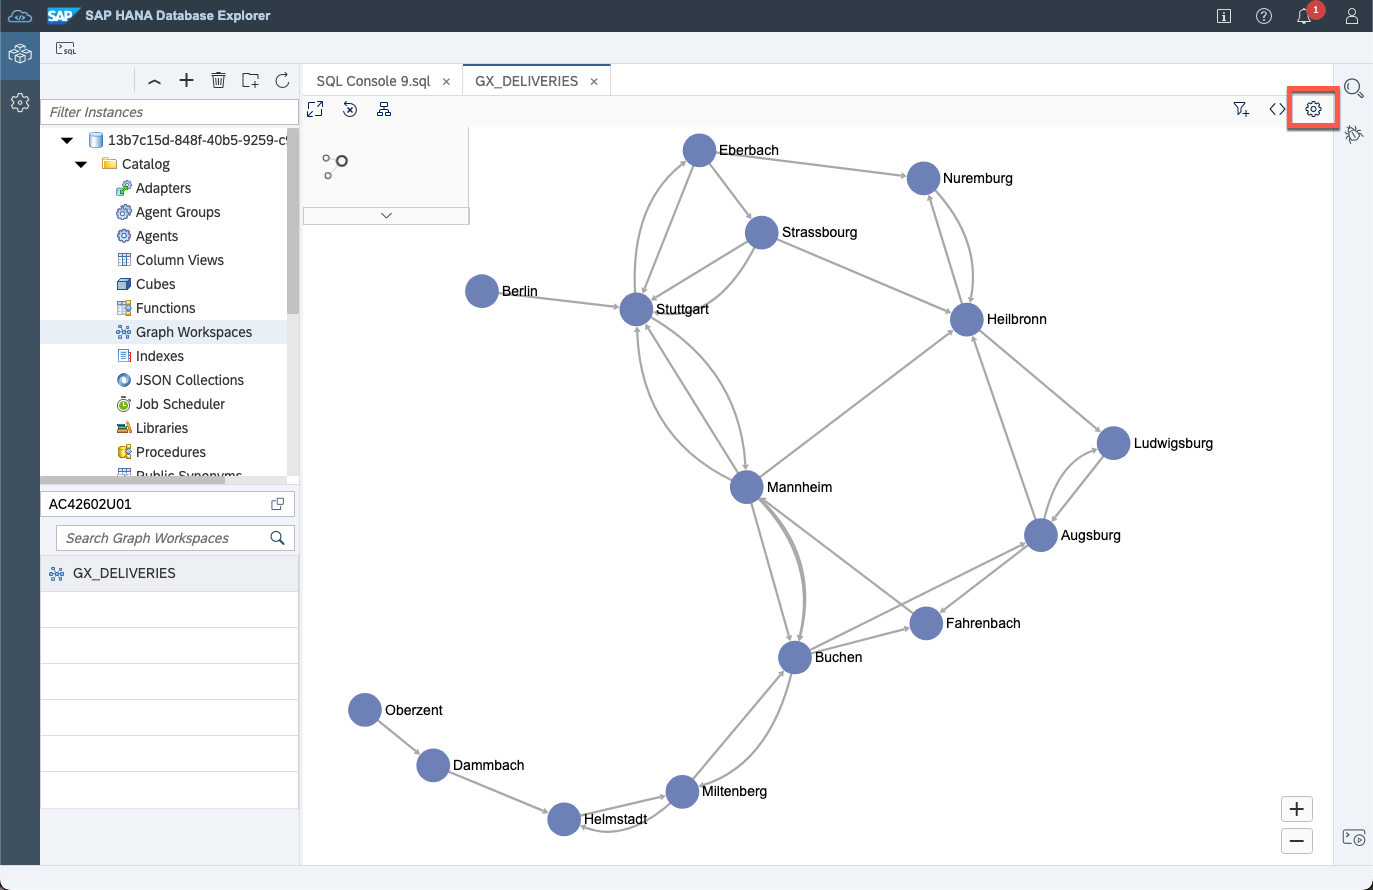 SAP SAP HANA Database Explorer
1
SQL
SQL Console 9.sql ×
GX_DELIVERIES ×
Filter Instances
13b7c15d-848f-40b5-9259-c
Catalog
Adapters
Agent Groups
Agents
Column Views
Cubes
Functions
Graph Workspaces
Indexes
JSON Collections
Job Scheduler
Libraries
Procedures
Public Synonyms
AC42602U01
Search Graph Workspaces
GX_DELIVERIES
Eberbach
Nuremburg
Strassbourg
Berlin
Stuttgart
Heilbronn
Ludwigsburg
Mannheim
Augsburg
Fahrenbach
Buchen
Oberzent
Dammbach
Miltenberg
Helmstadt